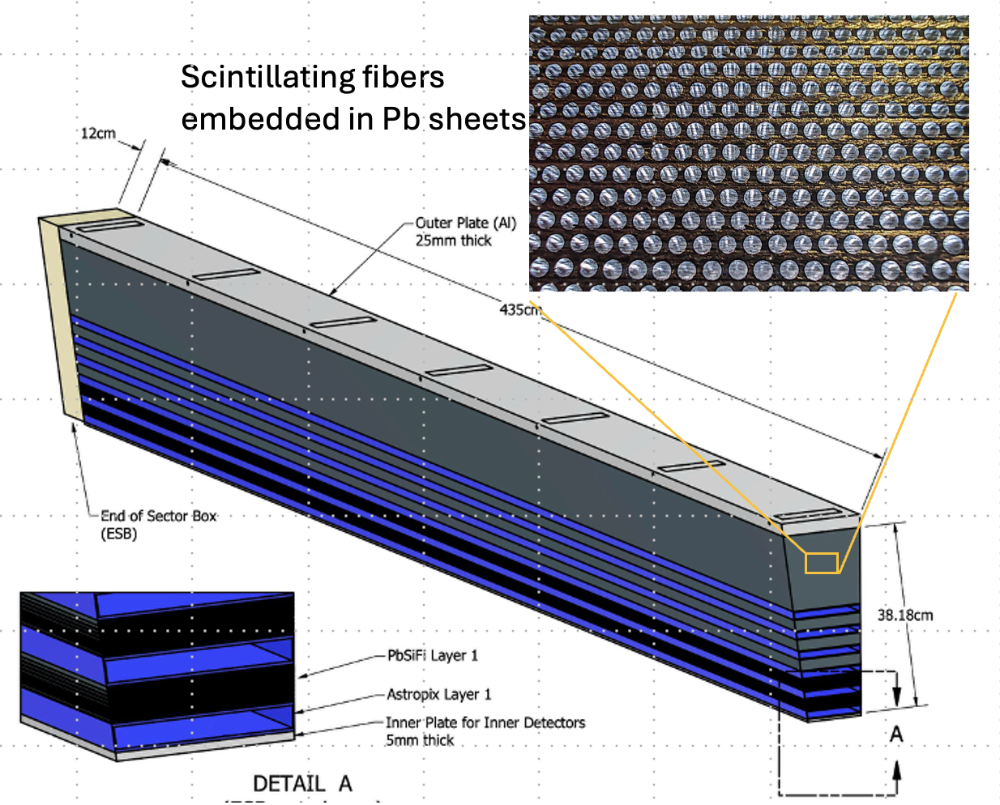 Scintillating fibers
embedded in Pb sheets
12cm
Outer Plate (Al)
25mm thick
435cm
End of Sector Box
(ESB)
38.18cm
PbSiFi Layer 1
Astropix Layer 1
Inner Plate for Inner Detectors
5mm thick
A
DETAIL A